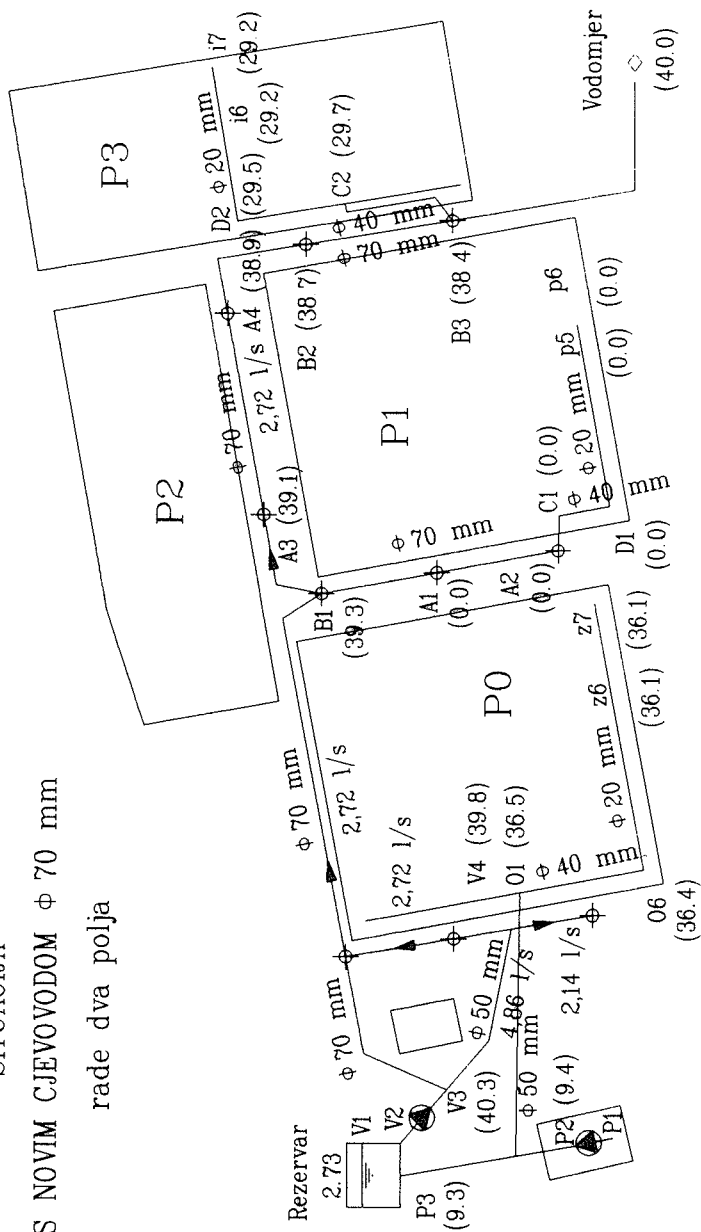 S NOVIM CJEVOVODOM ϕ 70 mm
rade dva polja
Rezervar
2.73
V1
V2
V3
(40.3)
P3
(9.3)
P2
(9.4)
P1
ϕ 70 mm
ϕ 50 mm
4,86 l/s
ϕ 50 mm
2,14 l/s
ϕ 70 mm
2,72 l/s
2,72 l/s
V4 (39.8)
O1 (36.5)
ϕ 40 mm
O6
(36.4)
P0
ϕ 20 mm
z6
(36.1)
z7
(36.1)
B1
(39.3)
A1
(0.0)
A2
(0.0)
D1
(0.0)
C1 (0.0)
ϕ 40 mm
ϕ 20 mm
p5
(0.0)
p6
(0.0)
ϕ 70 mm
P1
P2
A3 (39.1)
ϕ 70 mm
2,72 l/s
A4 (38.9)
B2 (38.7)
B3 (38.4)
ϕ 70 mm
ϕ 40 mm
P3
D2
(29.5)
ϕ 20 mm
C2 (29.7)
i6
(29.2)
i7
(29.2)
Vodomjer
(40.0)